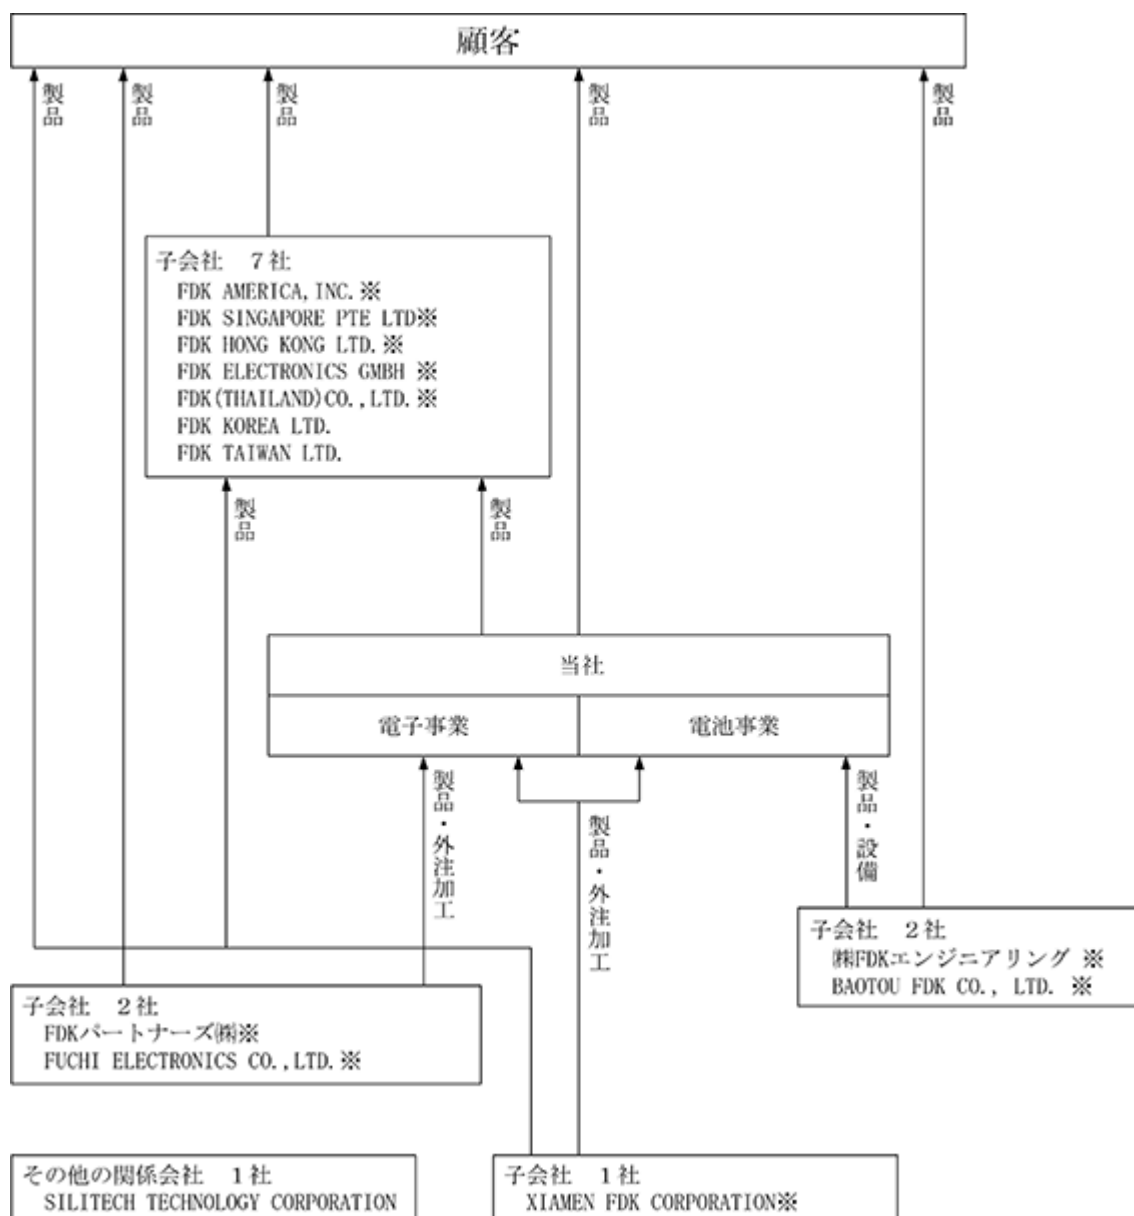 顧客
製品
製品
製品
製品
製品
子会社 7社
FDK AMERICA,INC.※
FDK SINGAPORE PTE LTD※
FDK HONG KONG LTD.※
FDK ELECTRONICS GMBH ※
FDK(THAILAND)CO.,LTD.※
FDK KOREA LTD.
FDK TAIWAN LTD.
製品
製品
当社
電子事業
電池事業
製品・外注加工
製品・外注加工
製品・設備
子会社 2社
㈱FDKエンジニアリング ※
BAOTOU FDK CO., LTD. ※
子会社 2社
FDKパートナーズ㈱※
FUCHI ELECTRONICS CO.,LTD.※
その他の関係会社 1社
SILITECH TECHNOLOGY CORPORATION
子会社 1社
XIAMEN FDK CORPORATION※